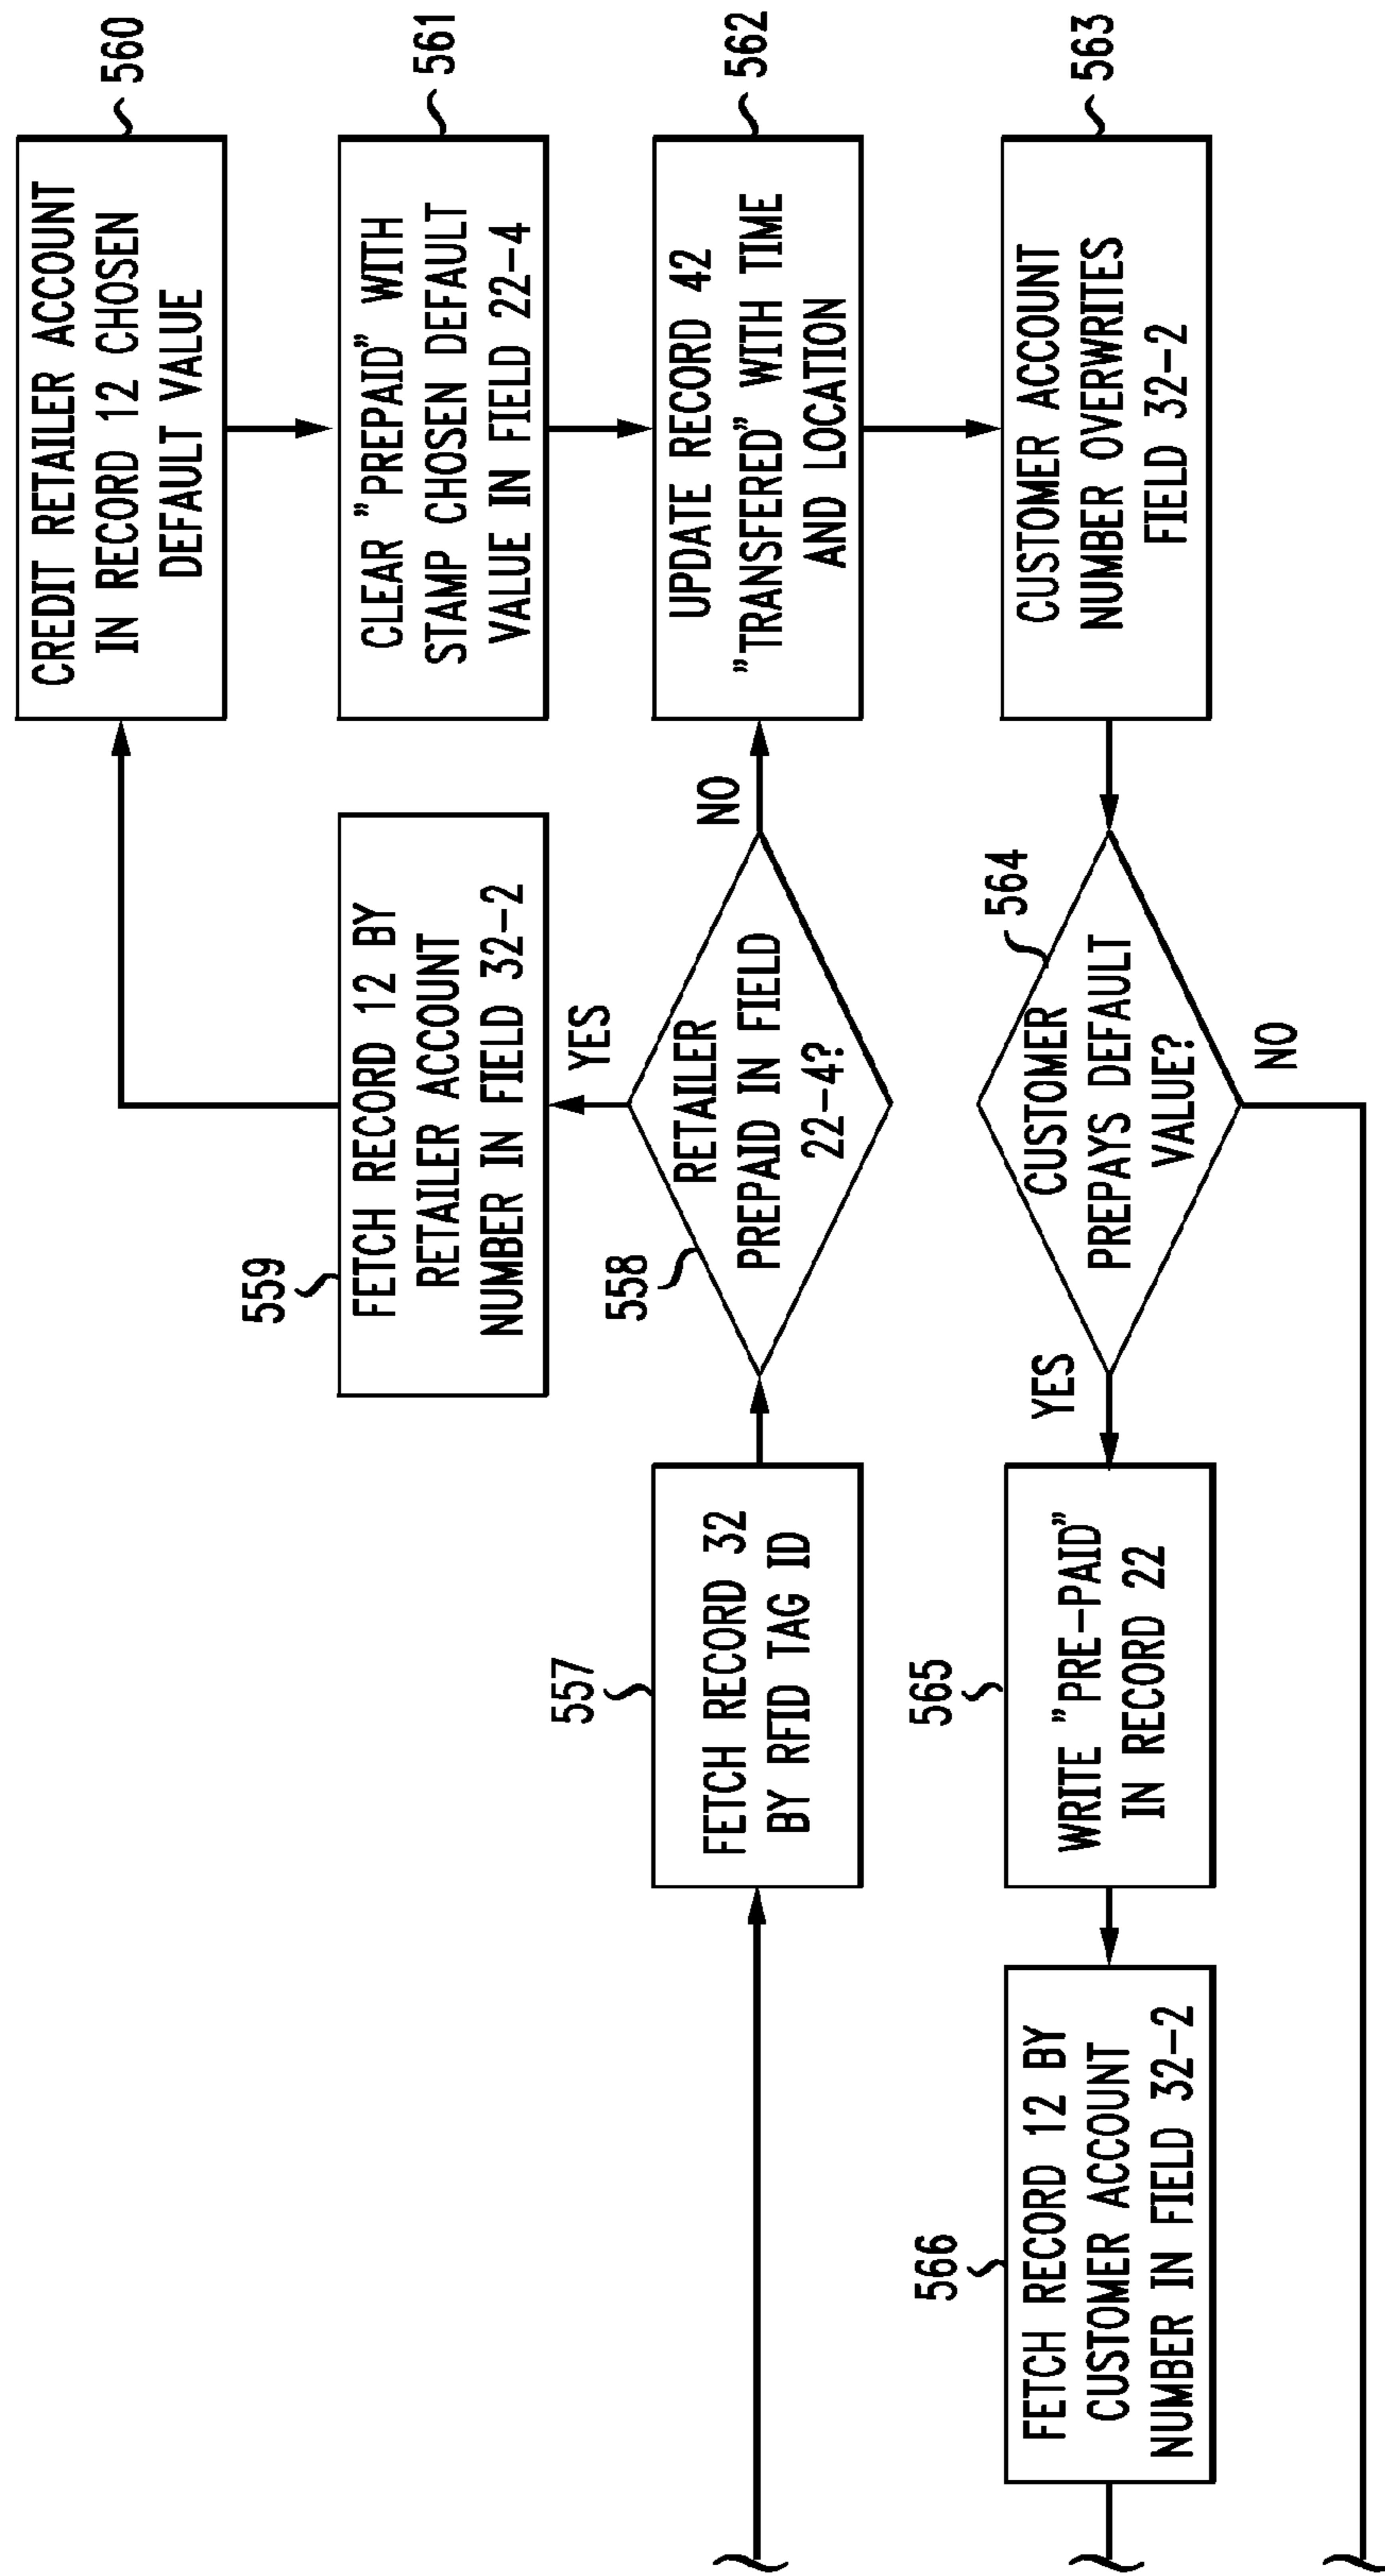 557
FETCH RECORD 32
BY RFID TAG ID
558
RETAILER
PREPAID IN FIELD
22-4?
YES
NO
559
FETCH RECORD 12 BY
RETAILER ACCOUNT
NUMBER IN FIELD 32-2
560
CREDIT RETAILER ACCOUNT
IN RECORD 12 CHOSEN
DEFAULT VALUE
561
CLEAR "PREPAID" WITH
STAMP CHOSEN DEFAULT
VALUE IN FIELD 22-4
562
UPDATE RECORD 42
"TRANSFERED" WITH TIME
AND LOCATION
563
CUSTOMER ACCOUNT
NUMBER OVERWRITES
FIELD 32-2
564
CUSTOMER
PREPAYS DEFAULT
VALUE?
YES
NO
565
WRITE "PRE-PAID"
IN RECORD 22
566
FETCH RECORD 12 BY
CUSTOMER ACCOUNT
NUMBER IN FIELD 32-2